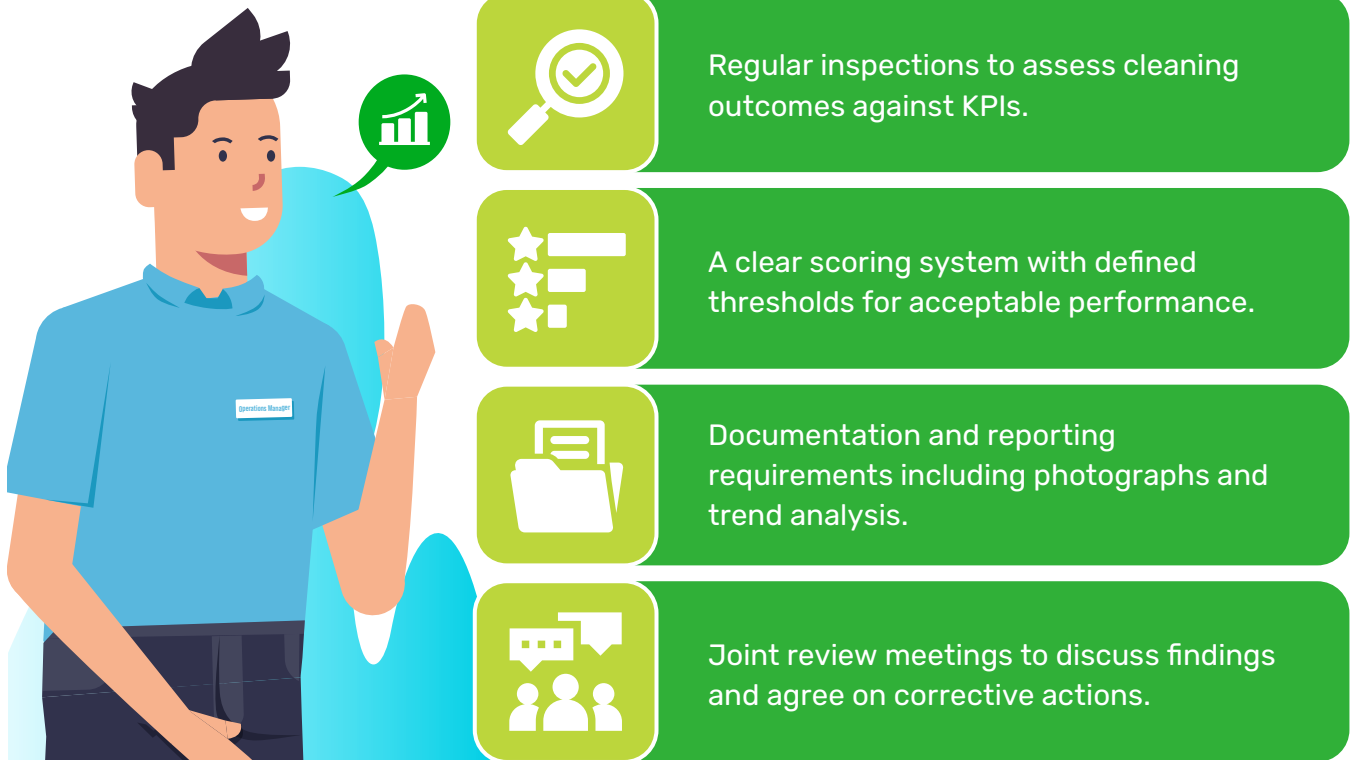 Regular inspections to assess cleaning
outcomes against KPIs.
A clear scoring system with defined
thresholds for acceptable performance.
Operations Manager
Documentation and reporting
requirements including photographs and
trend analysis.
Joint review meetings to discuss findings
and agree on corrective actions.